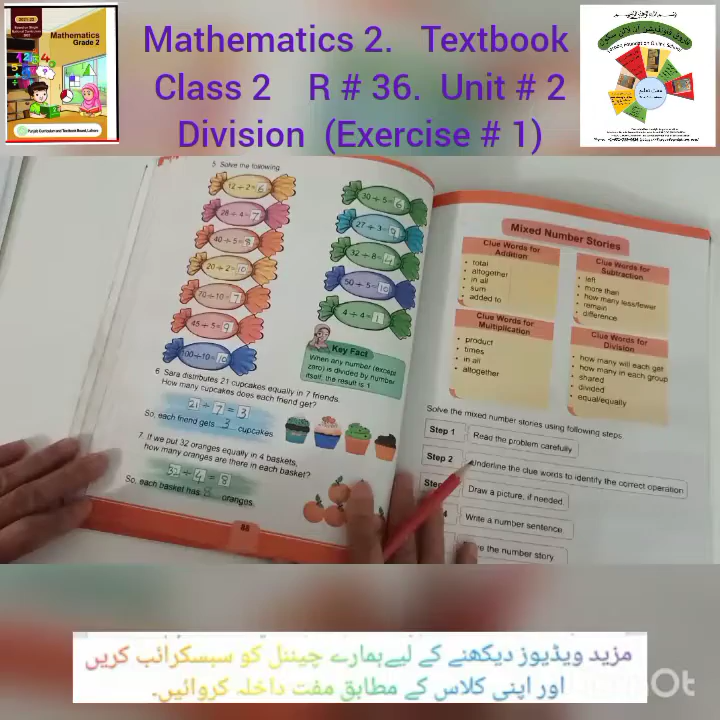 2021-22
Mathematics
Grade 2
Mathematics 2. Textbook
Class 2 R # 36. Unit # 2
Division (Exercise # 1)
5. Solve the following.
12 ÷ 2 = 6
28 ÷ 4 = 7
40 ÷ 5 = 8
20 ÷ 2 = 10
70 ÷ 10 = 7
45 ÷ 5 = 9
100 ÷ 10 = 10
30 ÷ 5 = 6
27 ÷ 3 = 9
32 ÷ 8 = 4
50 ÷ 5 = 10
4 ÷ 4 = 1
Key Fact
When any number (except
zero) is divided by number
itself, the result is 1.
6. Sara distributes 21 cupcakes equally in 7 friends.
How many cupcakes does each friend get?
21 ÷ 7 = 3
So, each friend gets 3 cupcakes.
7. If we put 32 oranges equally in 4 baskets,
how many oranges are there in each basket?
32 ÷ 4 = 8
So, each basket has 8 oranges.
88
Mixed Number Stories
Clue Words for
Addition
• total
• altogether
• in all
• sum
• added to
Clue Words for
Subtraction
• left
• more than
• how many less/fewer
• remain
• difference
Clue Words for
Multiplication
• product
• times
• in all
• altogether
Clue Words for
Division
• how many will each get
• how many in each group
• shared
• divided
• equal/equally
Solve the mixed number stories using following steps.
Step 1 Read the problem carefully.
Step 2 Underline the clue words to identify the correct operation
Draw a picture, if needed.
4 Write a number sentence.
the number story.
مزید ویڈیوز دیکھنے کے لیےہمارے چیننل کو سبسکرائب کریں
اور اپنی کلاس کے مطابق مفت داخلہ کروائیں۔